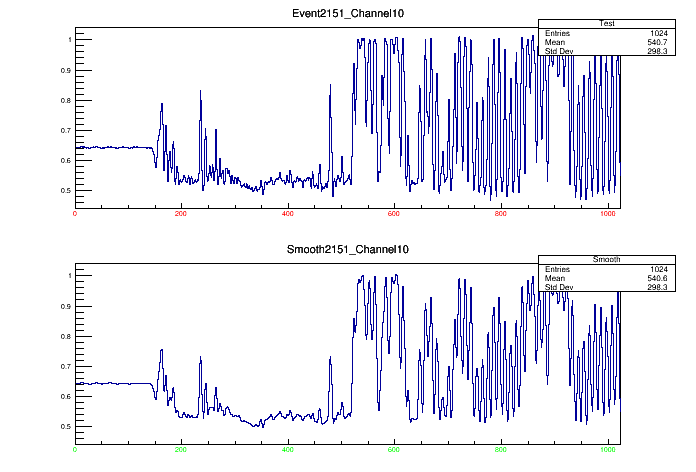 Event2151_Channel10
Test
Entries 1024
Mean 540.7
Std Dev 298.3
1
0.9
0.8
0.7
0.6
0.5
0 200 400 600 800 1000
Smooth2151_Channel10
Smooth
Entries 1024
Mean 540.6
Std Dev 298.3
1
0.9
0.8
0.7
0.6
0.5
0 200 400 600 800 1000